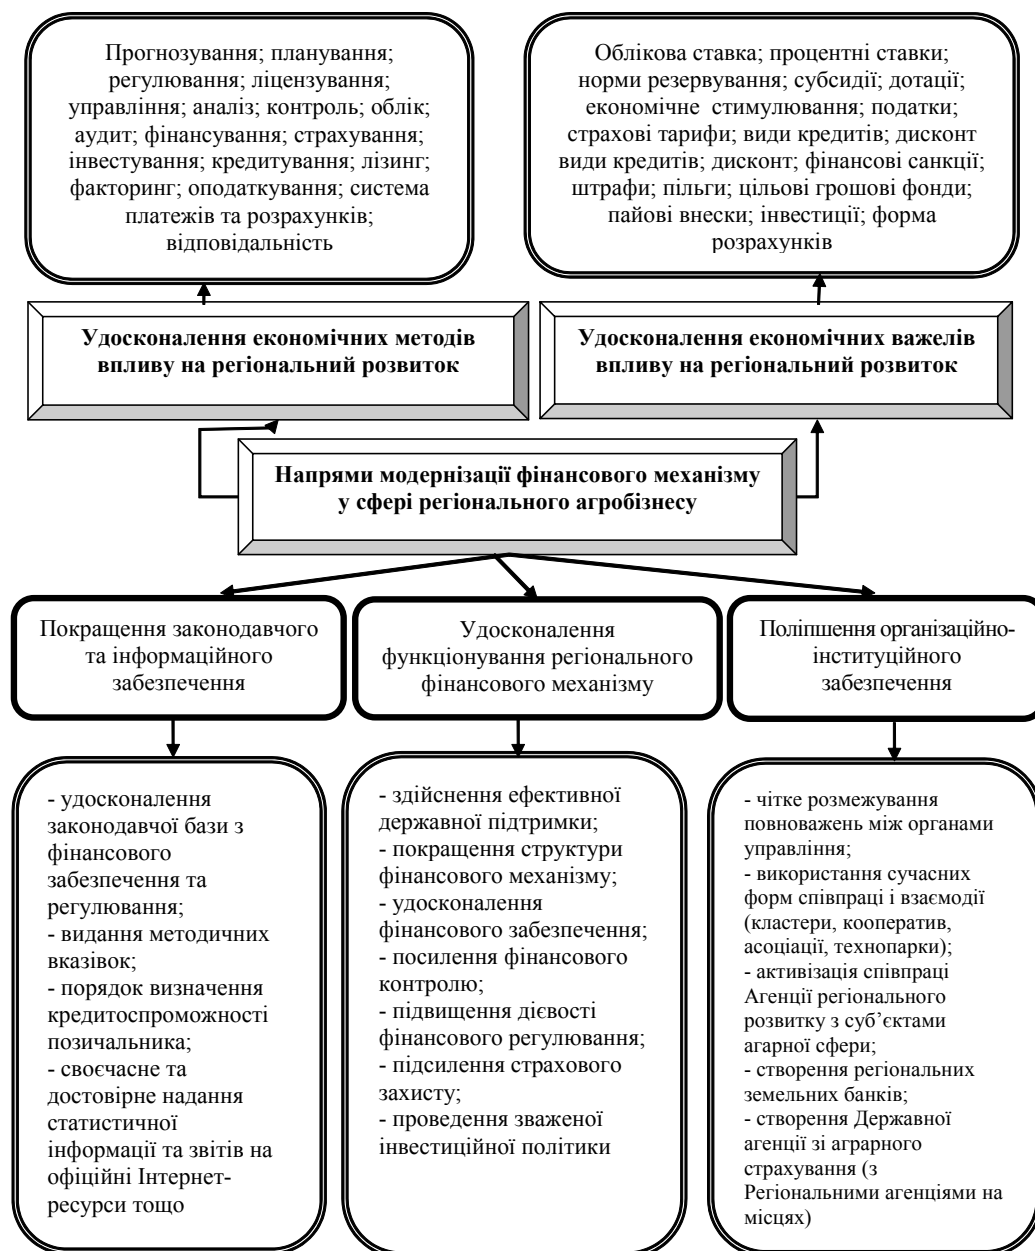 Прогнозування; планування;
регулювання; ліцензування;
управління; аналіз; контроль; облік;
аудит; фінансування; страхування;
інвестування; кредитування; лізинг;
факторинг; оподаткування; система
платежів та розрахунків;
відповідальність
Облікова ставка; процентні ставки;
норми резервування; субсидії; дотації;
економічне стимулювання; податки;
страхові тарифи; види кредитів; дисконт
види кредитів; дисконт; фінансові санкції;
штрафи; пільги; цільові грошові фонди;
пайові внески; інвестиції; форма
розрахунків
Удосконалення економічних методів
впливу на регіональний розвиток
Удосконалення економічних важелів
впливу на регіональний розвиток
Напрями модернізації фінансового механізму
у сфері регіонального агробізнесу
Покращення законодавчого
та інформаційного
забезпечення
Удосконалення
функціонування регіонального
фінансового механізму
Поліпшення організаційно-
інституційного
забезпечення
- удосконалення
законодавчої бази з
фінансового
забезпечення та
регулювання;
- видання методичних
вказівок;
- порядок визначення
кредитоспроможності
позичальника;
- своєчасне та
достовірне надання
статистичної
інформації та звітів на
офіційні Інтернет-
ресурси тощо
- здійснення ефективної
державної підтримки;
- покращення структури
фінансового механізму;
- удосконалення
фінансового забезпечення;
- посилення фінансового
контролю;
- підвищення дієвості
фінансового регулювання;
- підсилення страхового
захисту;
- проведення зваженої
інвестиційної політики
- чітке розмежування
повноважень між органами
управління;
- використання сучасних
форм співпраці і взаємодії
(кластери, кооператив,
асоціації, технопарки);
- активізація співпраці
Агенції регіонального
розвитку з суб’єктами
агарної сфери;
- створення регіональних
земельних банків;
- створення Державної
агенції зі аграрного
страхування (з
Регіональними агенціями на
місцях)